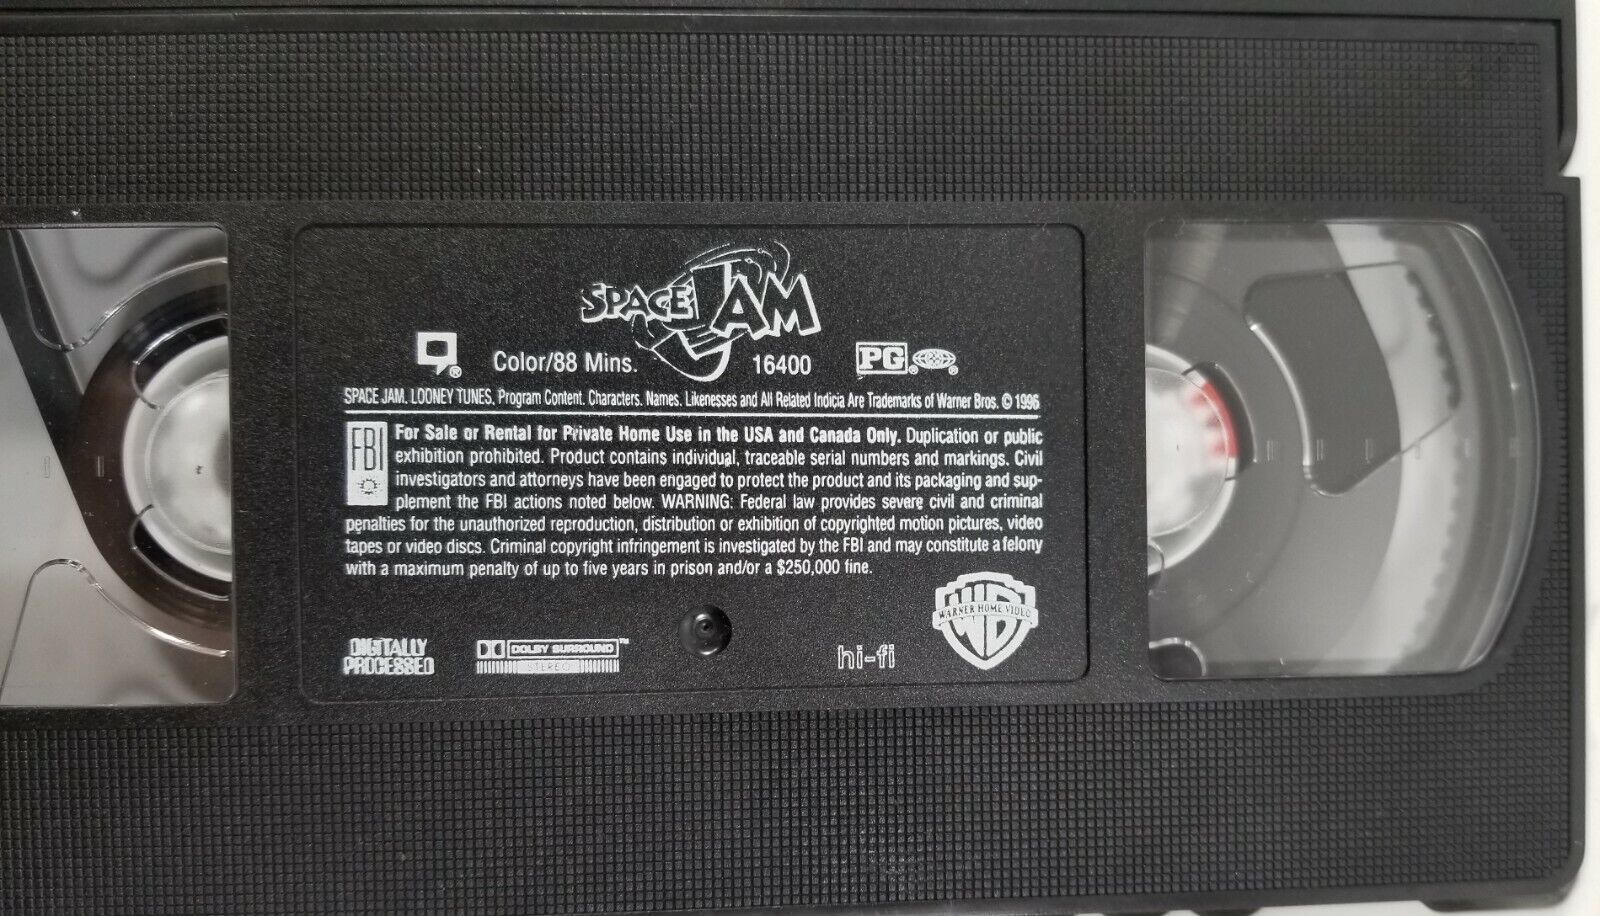 SPACE JAM
Color/88 Mins. 16400 PG ®
SPACE JAM, LOONEY TUNES, Program Content, Characters, Names, Likenesses and All Related Indicia Are Trademarks of Warner Bros. © 1996
FBI
For Sale or Rental for Private Home Use in the USA and Canada Only. Duplication or public
exhibition prohibited. Product contains individual, traceable serial numbers and markings. Civil
investigators and attorneys have been engaged to protect the product and its packaging and sup-
plement the FBI actions noted below. WARNING: Federal law provides severe civil and criminal
penalties for the unauthorized reproduction, distribution or exhibition of copyrighted motion pictures, video
tapes or video discs. Criminal copyright infringement is investigated by the FBI and may constitute a felony
with a maximum penalty of up to five years in prison and/or a $250,000 fine.
WB
WARNER HOME VIDEO
DIGITALLY
PROCESSED
DOLBY SURROUND™
STEREO
hi-fi